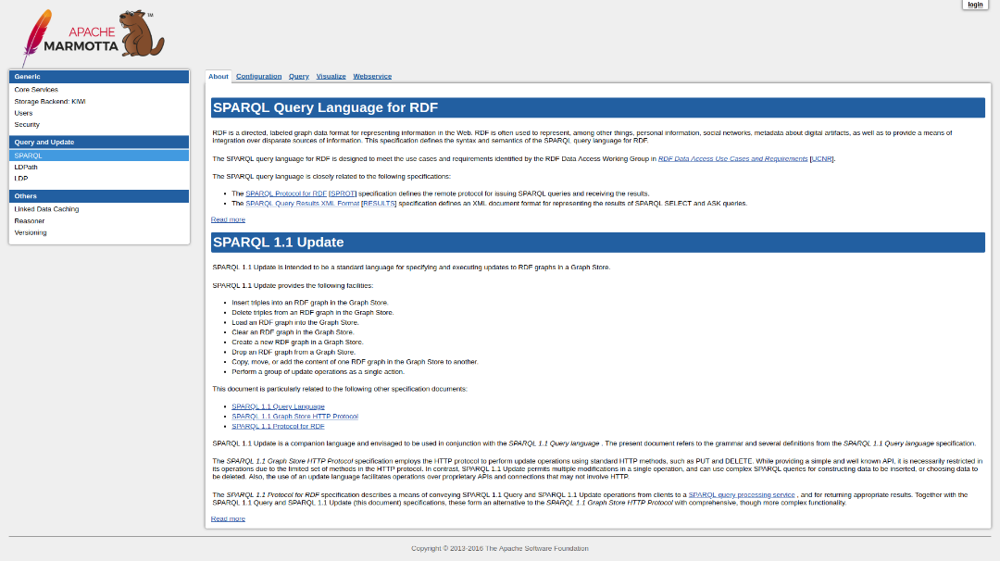 login
APACHE
MARMOTTA
TM
Generic
Core Services
Storage Backend: KiWi
Users
Security
Query and Update
SPARQL
LDPath
LDP
Others
Linked Data Caching
Reasoner
Versioning
About Configuration Query Visualize Webservice
SPARQL Query Language for RDF
RDF is a directed, labeled graph data format for representing information in the Web. RDF is often used to represent, among other things, personal information, social networks, metadata about digital artifacts, as well as to provide a means of
integration over disparate sources of information. This specification defines the syntax and semantics of the SPARQL query language for RDF.
The SPARQL query language for RDF is designed to meet the use cases and requirements identified by the RDF Data Access Working Group in RDF Data Access Use Cases and Requirements [UCNR].
The SPARQL query language is closely related to the following specifications:
The SPARQL Protocol for RDF [SPROT] specification defines the remote protocol for issuing SPARQL queries and receiving the results.
The SPARQL Query Results XML Format [RESULTS] specification defines an XML document format for representing the results of SPARQL SELECT and ASK queries.
Read more
SPARQL 1.1 Update
SPARQL 1.1 Update is intended to be a standard language for specifying and executing updates to RDF graphs in a Graph Store.
SPARQL 1.1 Update provides the following facilities:
Insert triples into an RDF graph in the Graph Store.
Delete triples from an RDF graph in the Graph Store.
Load an RDF graph into the Graph Store.
Clear an RDF graph in the Graph Store.
Create a new RDF graph in a Graph Store.
Drop an RDF graph from a Graph Store.
Copy, move, or add the content of one RDF graph in the Graph Store to another.
Perform a group of update operations as a single action.
This document is particularly related to the following other specification documents:
SPARQL 1.1 Query Language
SPARQL 1.1 Graph Store HTTP Protocol
SPARQL 1.1 Protocol for RDF
SPARQL 1.1 Update is a companion language and envisaged to be used in conjunction with the SPARQL 1.1 Query language . The present document refers to the grammar and several definitions from the SPARQL 1.1 Query language specification.
The SPARQL 1.1 Graph Store HTTP Protocol specification employs the HTTP protocol to perform update operations using standard HTTP methods, such as PUT and DELETE. While providing a simple and well known API, it is necessarily restricted in
its operations due to the limited set of methods in the HTTP protocol. In contrast, SPARQL 1.1 Update permits multiple modifications in a single operation, and can use complex SPARQL queries for constructing data to be inserted, or choosing data to
be deleted. Also, the use of an update language facilitates operations over proprietary APIs and connections that may not involve HTTP.
The SPARQL 1.1 Protocol for RDF specification describes a means of conveying SPARQL 1.1 Query and SPARQL 1.1 Update operations from clients to a SPARQL query processing service , and for returning appropriate results. Together with the
SPARQL 1.1 Query and SPARQL 1.1 Update (this document) specifications, these form an alternative to the SPARQL 1.1 Graph Store HTTP Protocol with comprehensive, though more complex functionality.
Read more
Copyright © 2013-2016 The Apache Software Foundation